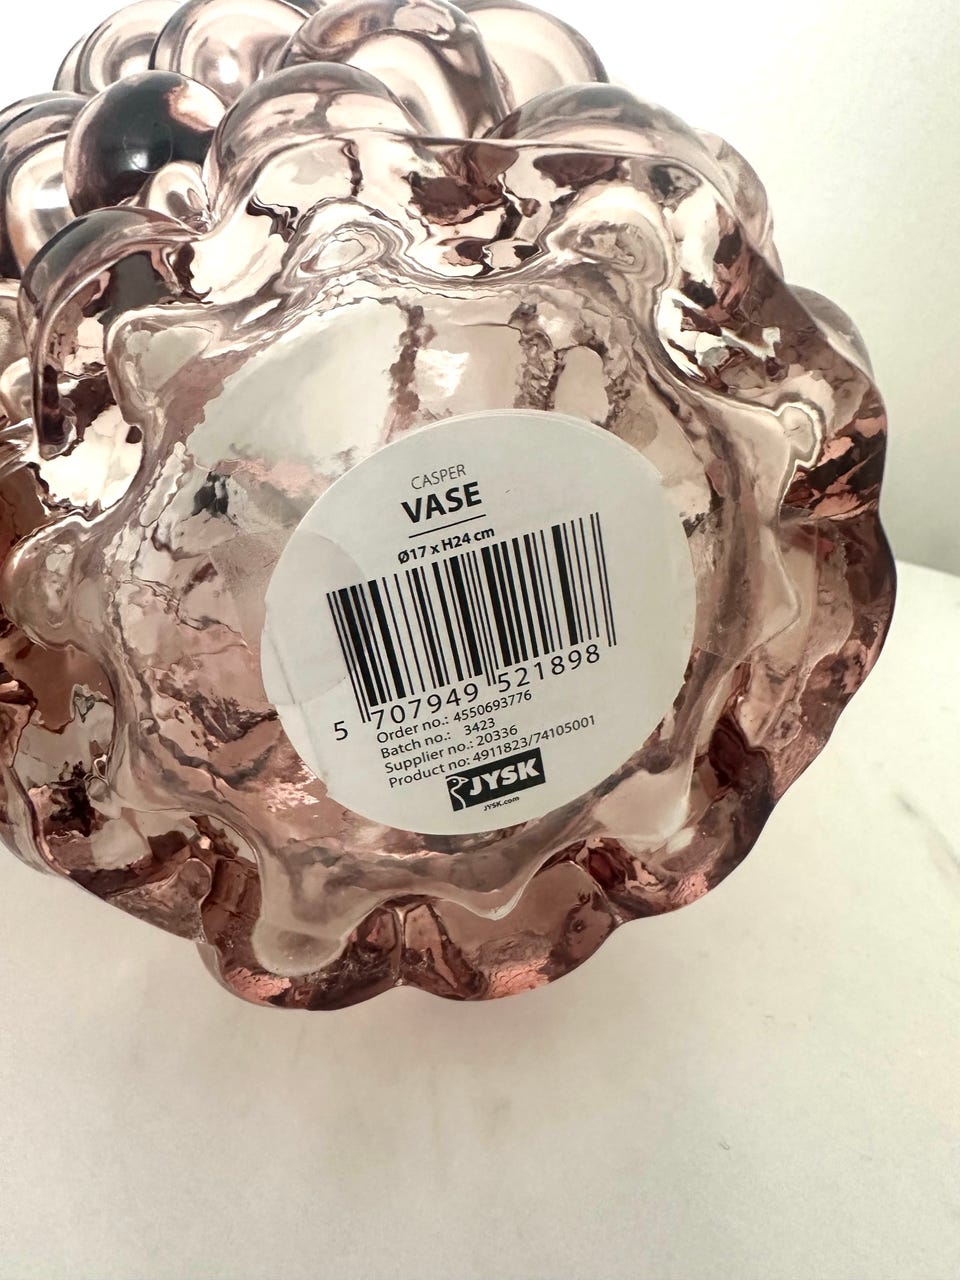 CASPER
VASE
Ø17 x H24 cm
5 707949 521898
Order no.: 4550693776
Batch no.: 3423
Supplier no.: 20336
Product no: 4911823/74105001
JYSK
JYSK.com